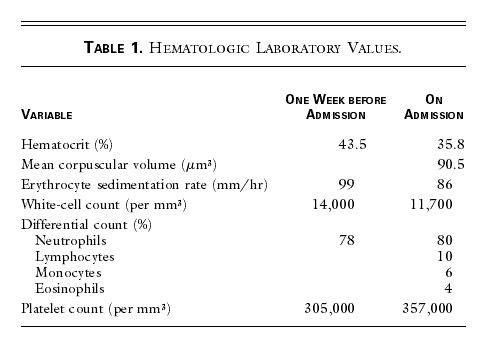 TABLE 1. HEMATOLOGIC LABORATORY VALUES.
VARIABLE ONE WEEK BEFORE ADMISSION ON ADMISSION
Hematocrit (%) 43.5 35.8
Mean corpuscular volume (μm³) 90.5
Erythrocyte sedimentation rate (mm/hr) 99 86
White-cell count (per mm³) 14,000 11,700
Differential count (%)
Neutrophils 78 80
Lymphocytes 10
Monocytes 6
Eosinophils 4
Platelet count (per mm³) 305,000 357,000